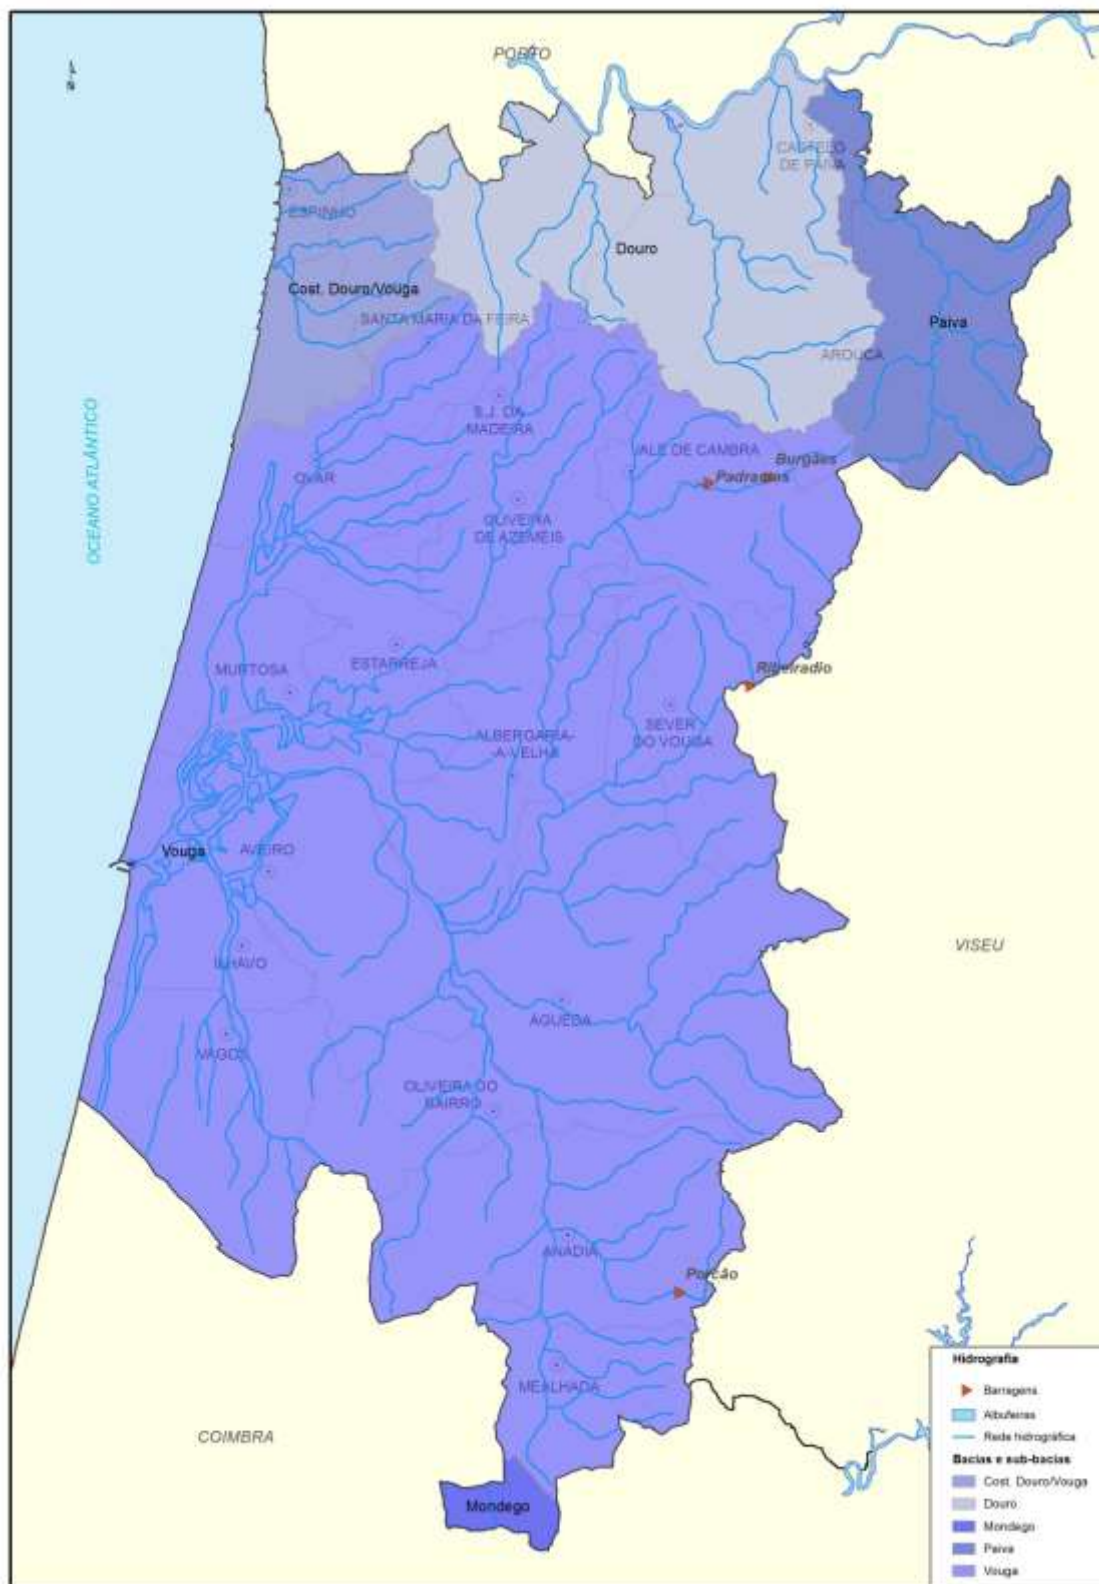 PORTO
CASTELO
DE PAIVA
ESPINHO
Douro
Cost. Douro/Vouga
SANTA MARIA DA FEIRA
Paiva
AROUCA
S.J. DA
MADEIRA
VALE DE CAMBRA
Burgães
Padrastos
OVAR
OLIVEIRA
DE AZEMÉIS
OCEANO ATLÂNTICO
MURTOSA
ESTARREJA
Ribeiradio
SEVER
DO VOUGA
ALBERGARIA-
-A-VELHA
Vouga
AVEIRO
ÍLHAVO
VISEU
ÁGUEDA
VAGOS
OLIVEIRA DO
BAIRRO
ANADIA
Porcão
MEALHADA
COIMBRA
Mondego
Hidrografia
Barragens
Albufeiras
Rede hidrográfica
Bacias e sub-bacias
Cost. Douro/Vouga
Douro
Mondego
Paiva
Vouga